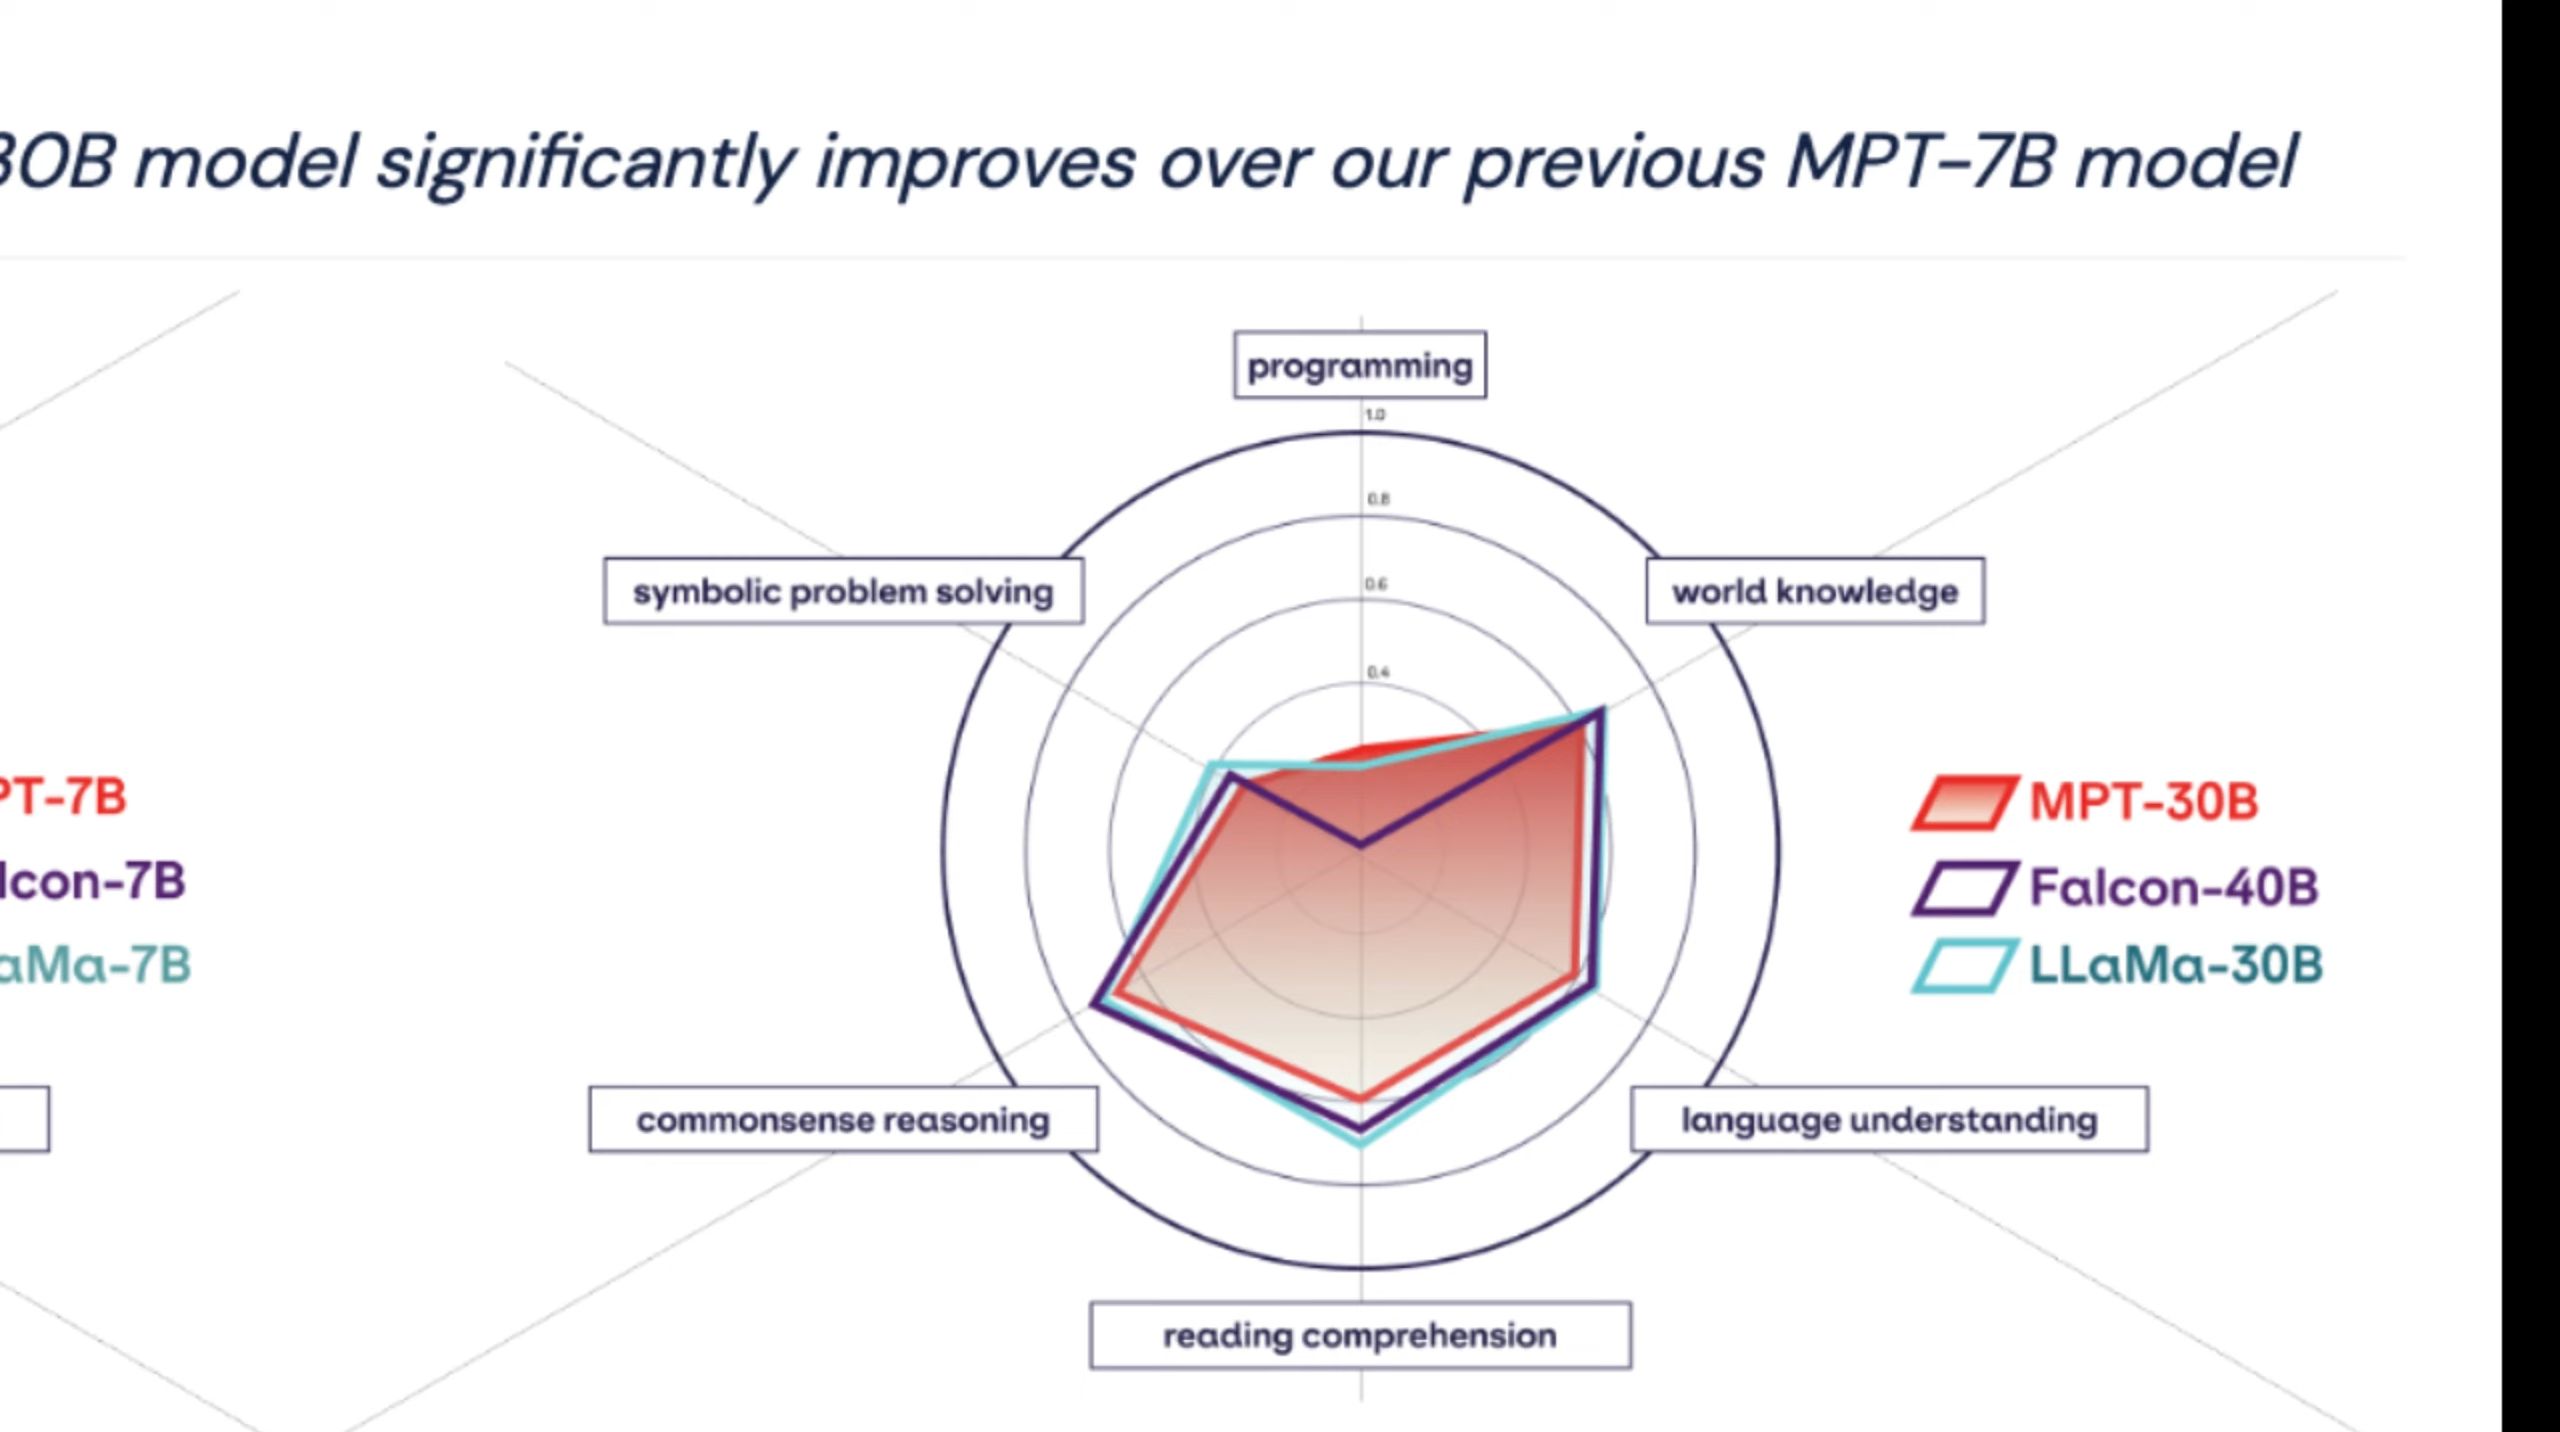 30B model significantly improves over our previous MPT-7B model
programming
1.0
0.8
symbolic problem solving
world knowledge
0.6
0.4
PT-7B
MPT-30B
lcon-7B
Falcon-40B
aMa-7B
LLaMa-30B
commonsense reasoning
language understanding
reading comprehension